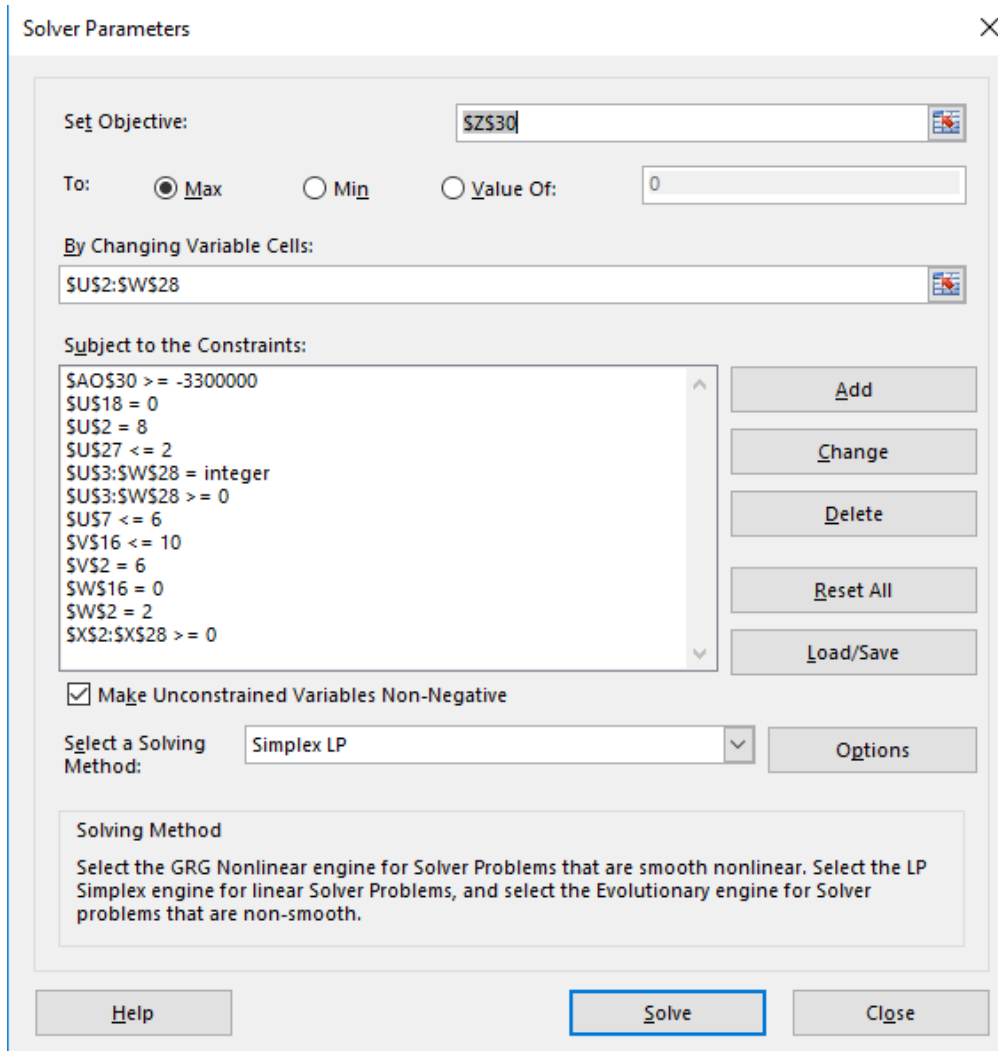 Solver Parameters
Set Objective:
$Z$30
To:
Max
Min
Value Of:
0
By Changing Variable Cells:
$U$2:$W$28
Subject to the Constraints:
$AO$30 >= -3300000
$U$18 = 0
$U$2 = 8
$U$27 <= 2
$U$3:$W$28 = integer
$U$3:$W$28 >= 0
$U$7 <= 6
$V$16 <= 10
$V$2 = 6
$W$16 = 0
$W$2 = 2
$X$2:$X$28 >= 0
Add
Change
Delete
Reset All
Load/Save
Make Unconstrained Variables Non-Negative
Select a Solving
Method:
Simplex LP
Options
Solving Method
Select the GRG Nonlinear engine for Solver Problems that are smooth nonlinear. Select the LP
Simplex engine for linear Solver Problems, and select the Evolutionary engine for Solver
problems that are non-smooth.
Help
Solve
Close